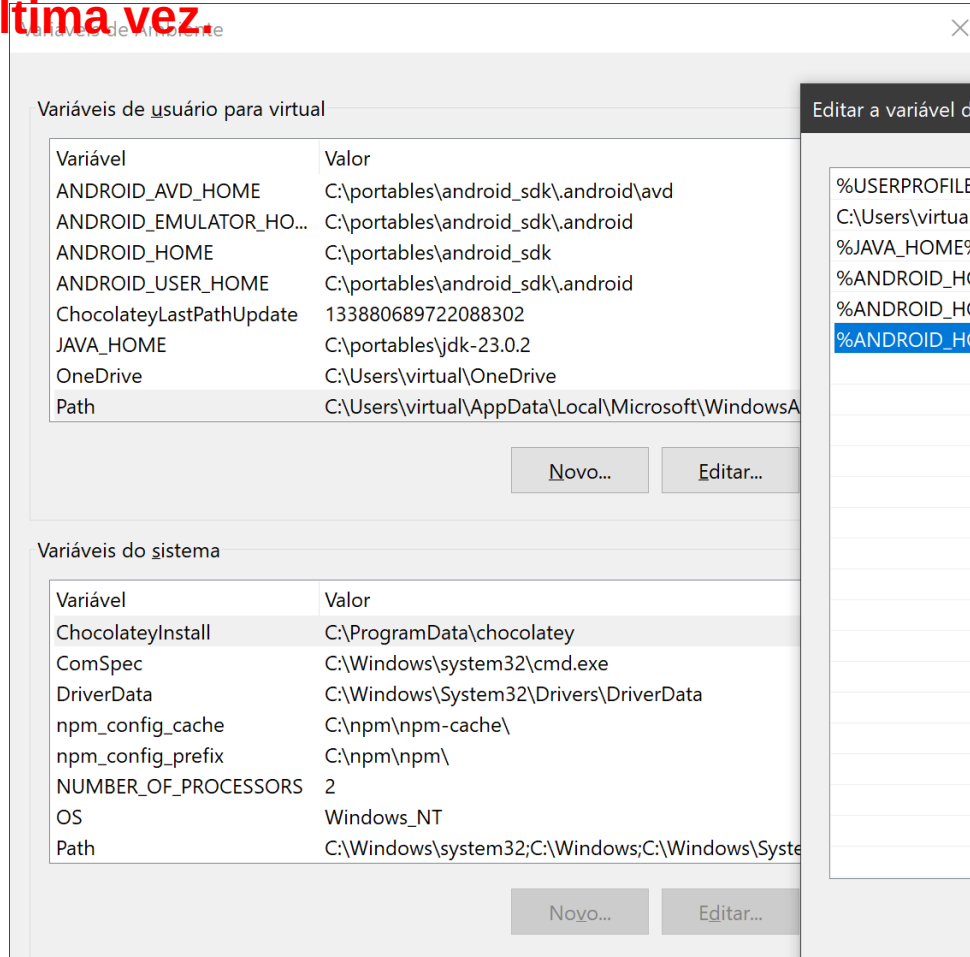 ltima vez.
Variáveis de Ambiente
Variáveis de usuário para virtual
Variável Valor
ANDROID_AVD_HOME C:\portables\android_sdk\.android\avd
ANDROID_EMULATOR_HO... C:\portables\android_sdk\.android
ANDROID_HOME C:\portables\android_sdk
ANDROID_USER_HOME C:\portables\android_sdk\.android
ChocolateyLastPathUpdate 133880689722088302
JAVA_HOME C:\portables\jdk-23.0.2
OneDrive C:\Users\virtual\OneDrive
Path C:\Users\virtual\AppData\Local\Microsoft\WindowsA
Novo... Editar...
Variáveis do sistema
Variável Valor
ChocolateyInstall C:\ProgramData\chocolatey
ComSpec C:\Windows\system32\cmd.exe
DriverData C:\Windows\System32\Drivers\DriverData
npm_config_cache C:\npm\npm-cache\
npm_config_prefix C:\npm\npm\
NUMBER_OF_PROCESSORS 2
OS Windows_NT
Path C:\Windows\system32;C:\Windows;C:\Windows\Syste
Novo... Editar...
Editar a variável d
%USERPROFILE
C:\Users\virtua
%JAVA_HOME%
%ANDROID_HO
%ANDROID_HO
%ANDROID_HO